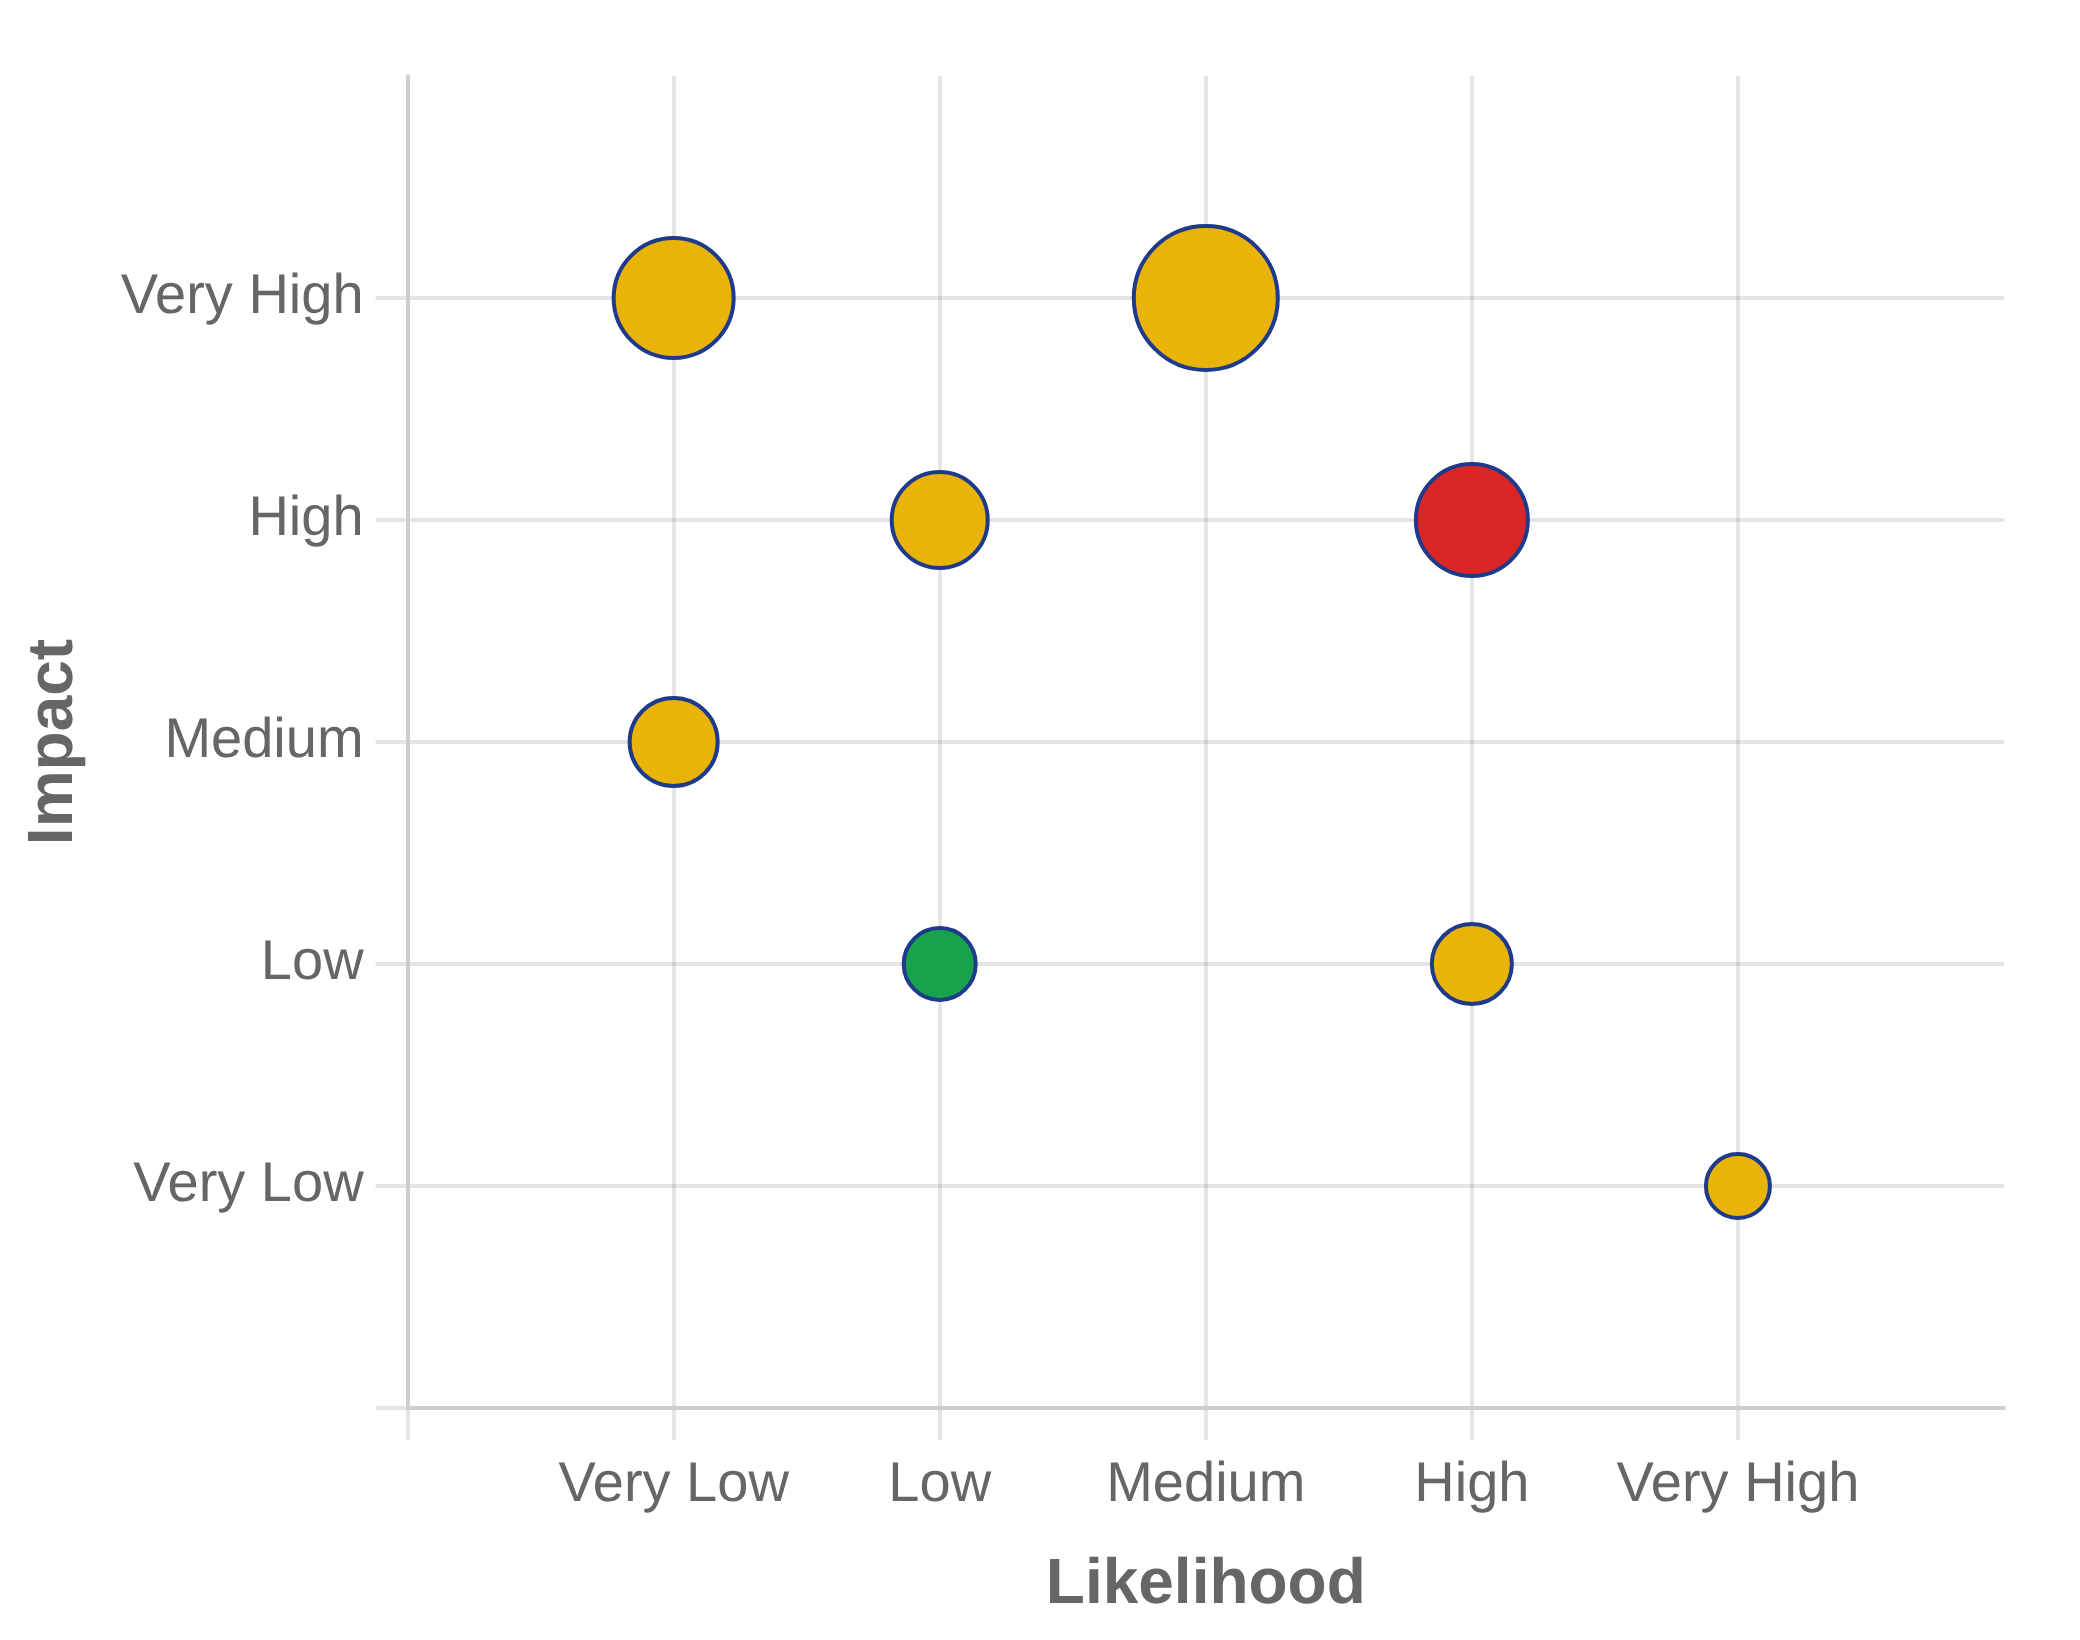 Very High
High
Medium
Low
Very Low
Impact
Very Low
Low
Medium
High
Very High
Likelihood